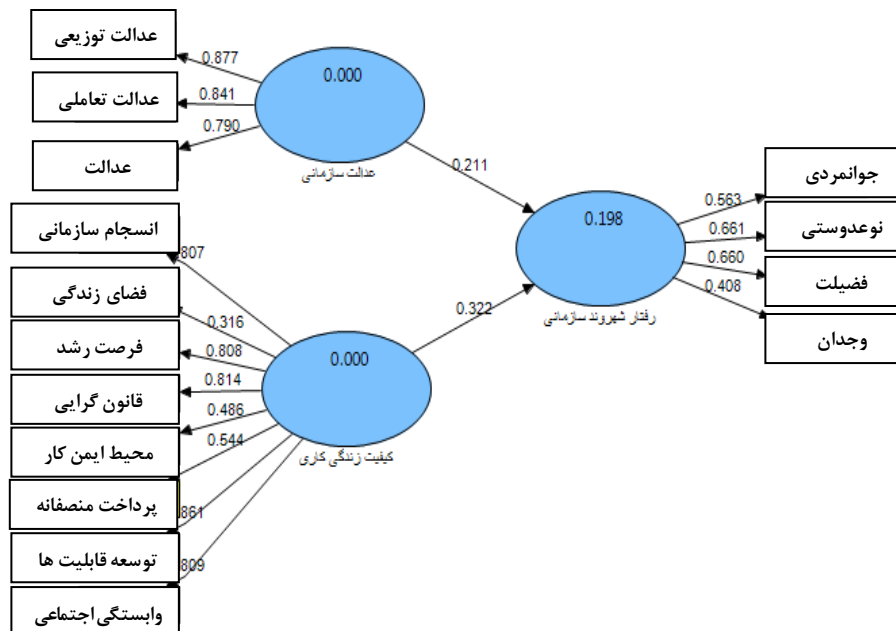 عدالت توزیعی
عدالت تعاملی
عدالت
0.877
0.841
0.790
0.000
عدالت سازمانی
0.211
انسجام سازمانی
فضای زندگی
فرصت رشد
قانون گرایی
محیط ایمن کار
پرداخت منصفانه
توسعه قابلیت ها
وابستگی اجتماعی
807
0.316
0.808
0.814
0.486
0.544
861
809
0.000
کیفیت زندگی کاری
0.322
0.198
رفتار شهروند سازمانی
0.563
0.661
0.660
0.408
جوانمردی
نوعدوستی
فضیلت
وجدان